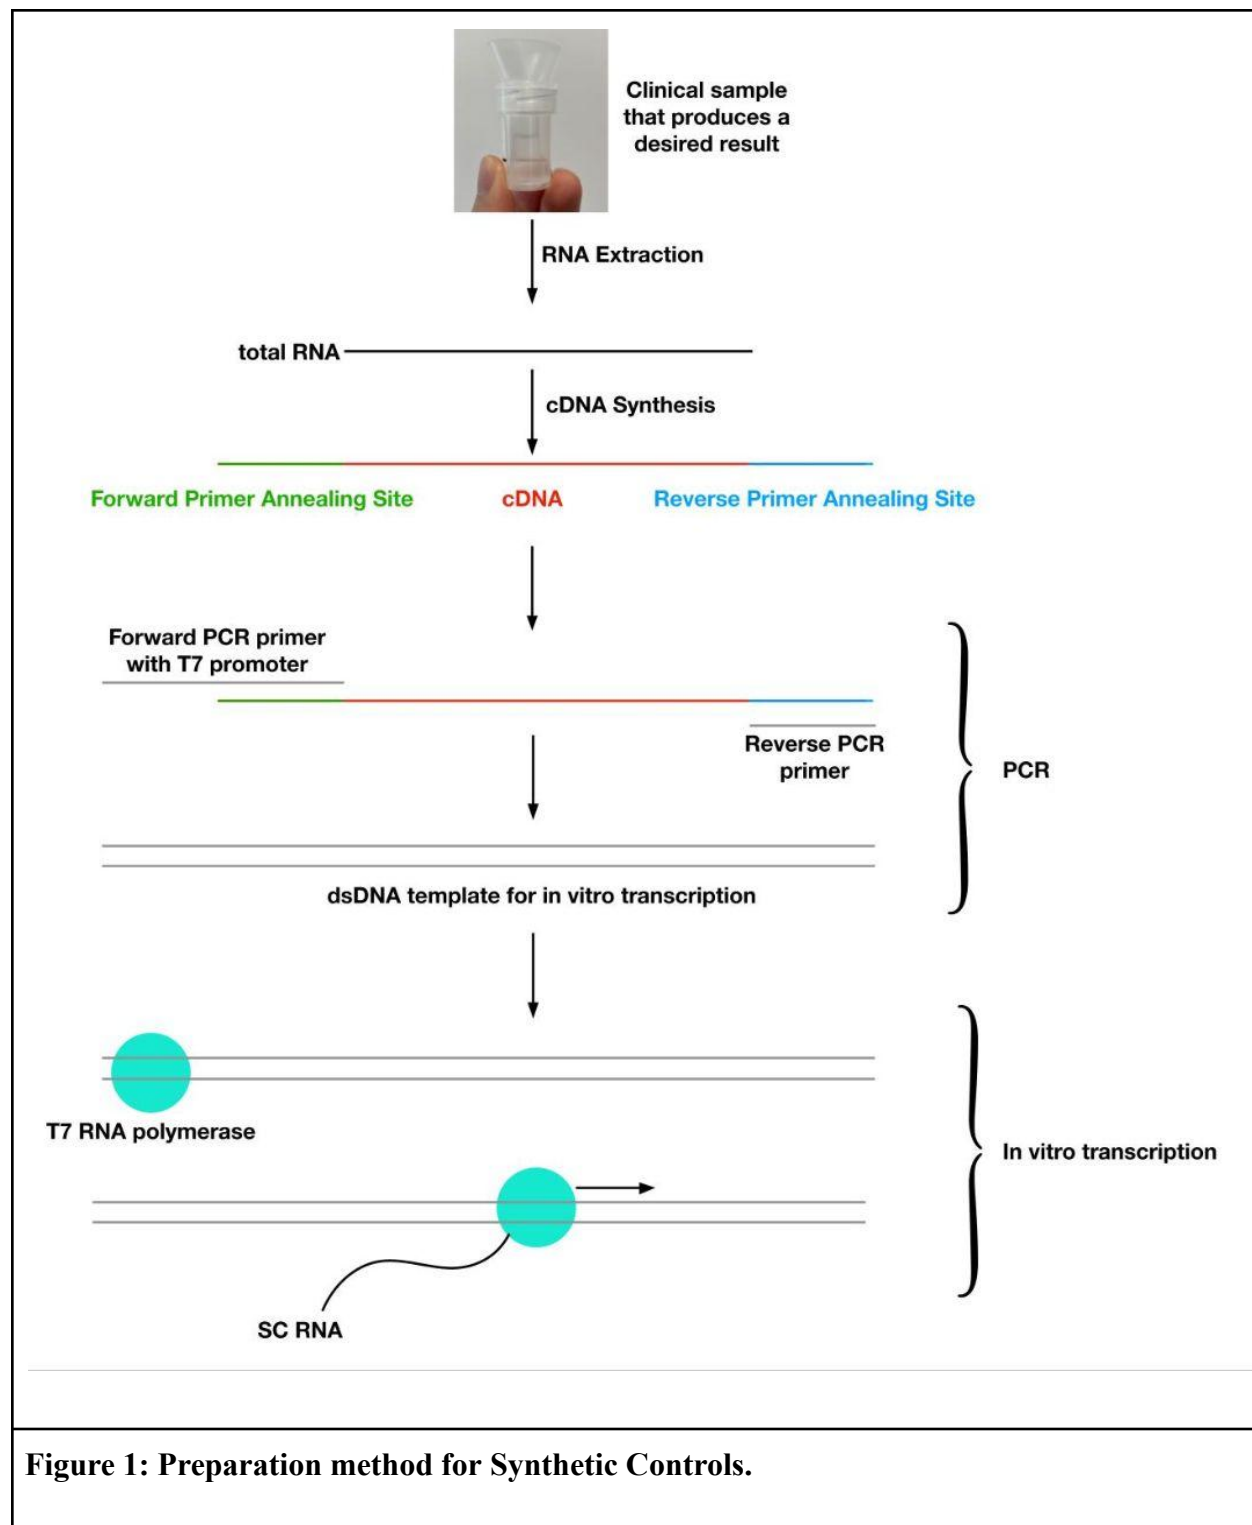 Clinical sample
that produces a
desired result
RNA Extraction
total RNA
cDNA Synthesis
Forward Primer Annealing Site
cDNA
Reverse Primer Annealing Site
Forward PCR primer
with T7 promoter
Reverse PCR
primer
PCR
dsDNA template for in vitro transcription
T7 RNA polymerase
In vitro transcription
SC RNA
Figure 1: Preparation method for Synthetic Controls.